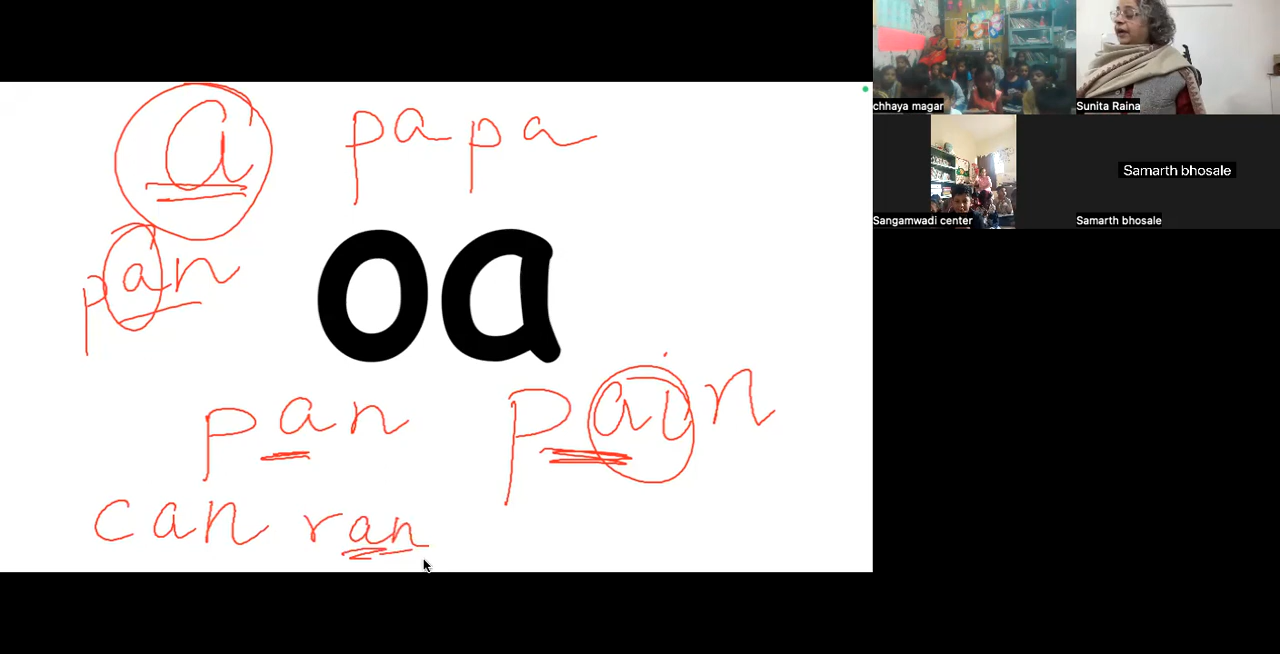 a papa
pan
oa
pan pain
can ran
chhaya magar
Sunita Raina
Samarth bhosale
Sangamwadi center
Samarth bhosale